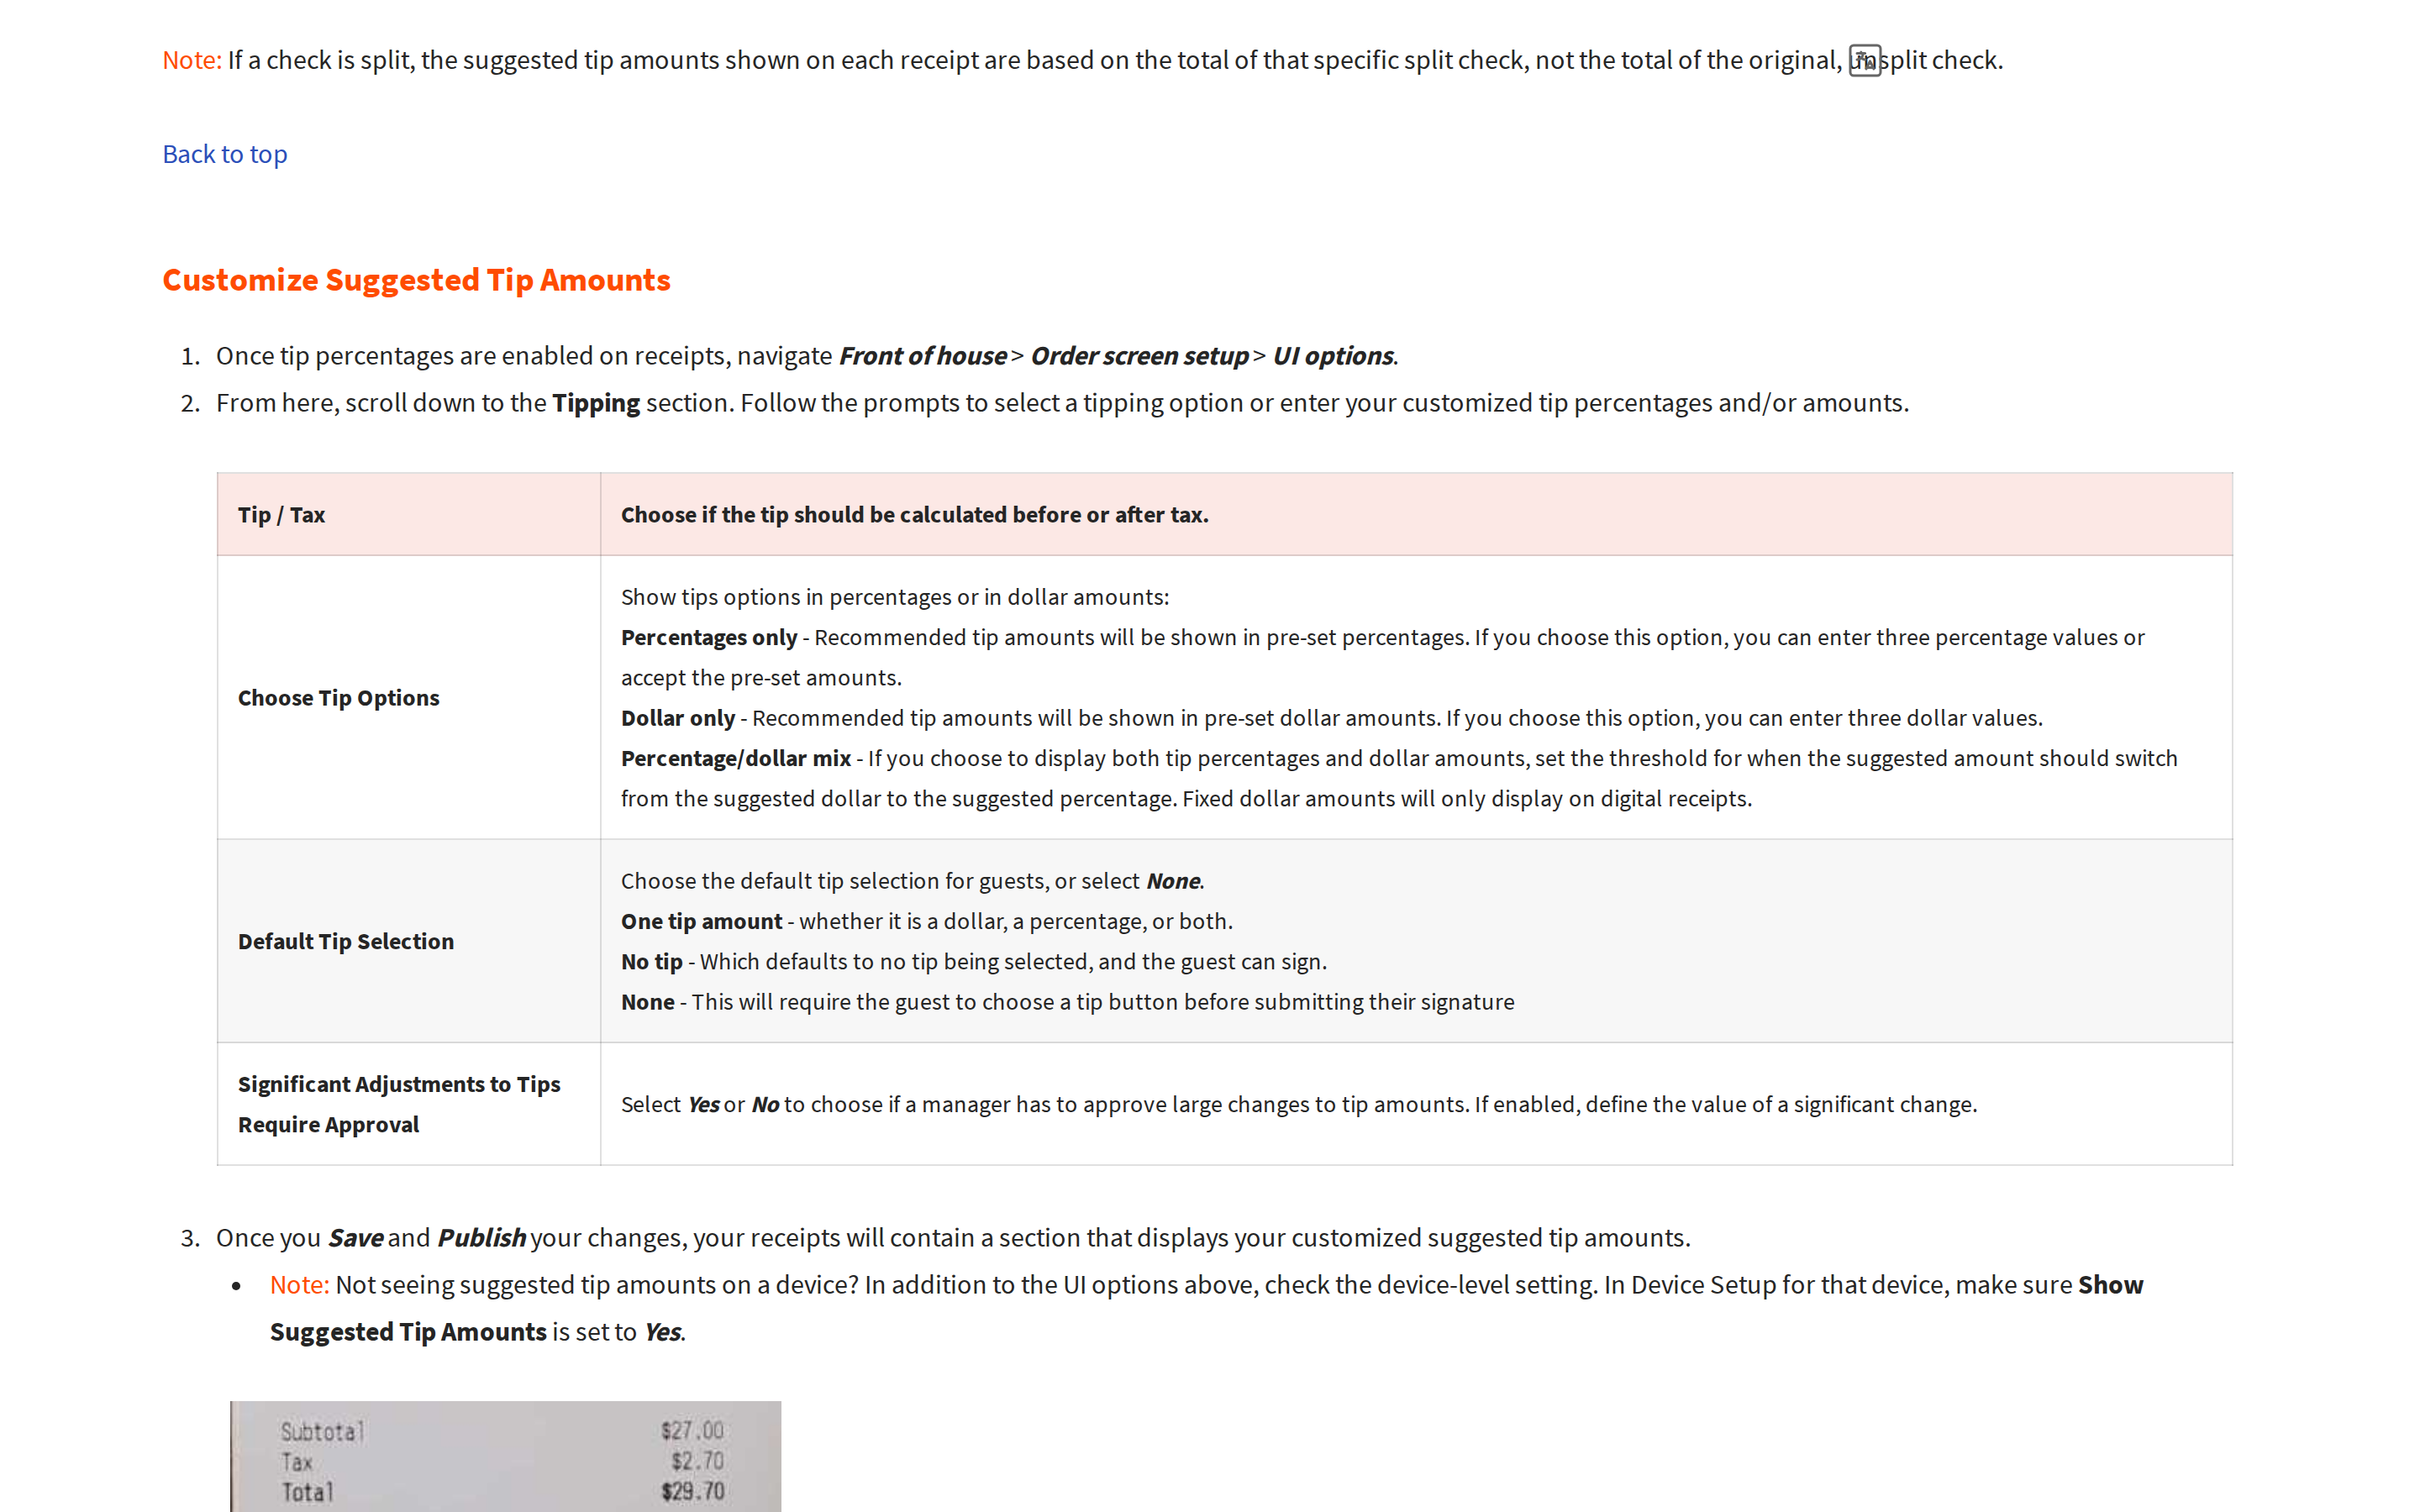 Note: If a check is split, the suggested tip amounts shown on each receipt are based on the total of that specific split check, not the total of the original, unsplit check.
Back to top
Customize Suggested Tip Amounts
1. Once tip percentages are enabled on receipts, navigate Front of house > Order screen setup > UI options.
2. From here, scroll down to the Tipping section. Follow the prompts to select a tipping option or enter your customized tip percentages and/or amounts.
Tip / Tax
Choose if the tip should be calculated before or after tax.
Choose Tip Options
Show tips options in percentages or in dollar amounts:
Percentages only - Recommended tip amounts will be shown in pre-set percentages. If you choose this option, you can enter three percentage values or
accept the pre-set amounts.
Dollar only - Recommended tip amounts will be shown in pre-set dollar amounts. If you choose this option, you can enter three dollar values.
Percentage/dollar mix - If you choose to display both tip percentages and dollar amounts, set the threshold for when the suggested amount should switch
from the suggested dollar to the suggested percentage. Fixed dollar amounts will only display on digital receipts.
Default Tip Selection
Choose the default tip selection for guests, or select None.
One tip amount - whether it is a dollar, a percentage, or both.
No tip - Which defaults to no tip being selected, and the guest can sign.
None - This will require the guest to choose a tip button before submitting their signature
Significant Adjustments to Tips
Require Approval
Select Yes or No to choose if a manager has to approve large changes to tip amounts. If enabled, define the value of a significant change.
3. Once you Save and Publish your changes, your receipts will contain a section that displays your customized suggested tip amounts.
• Note: Not seeing suggested tip amounts on a device? In addition to the UI options above, check the device-level setting. In Device Setup for that device, make sure Show
Suggested Tip Amounts is set to Yes.
Subtotal $27.00
Tax $2.70
Total $29.70